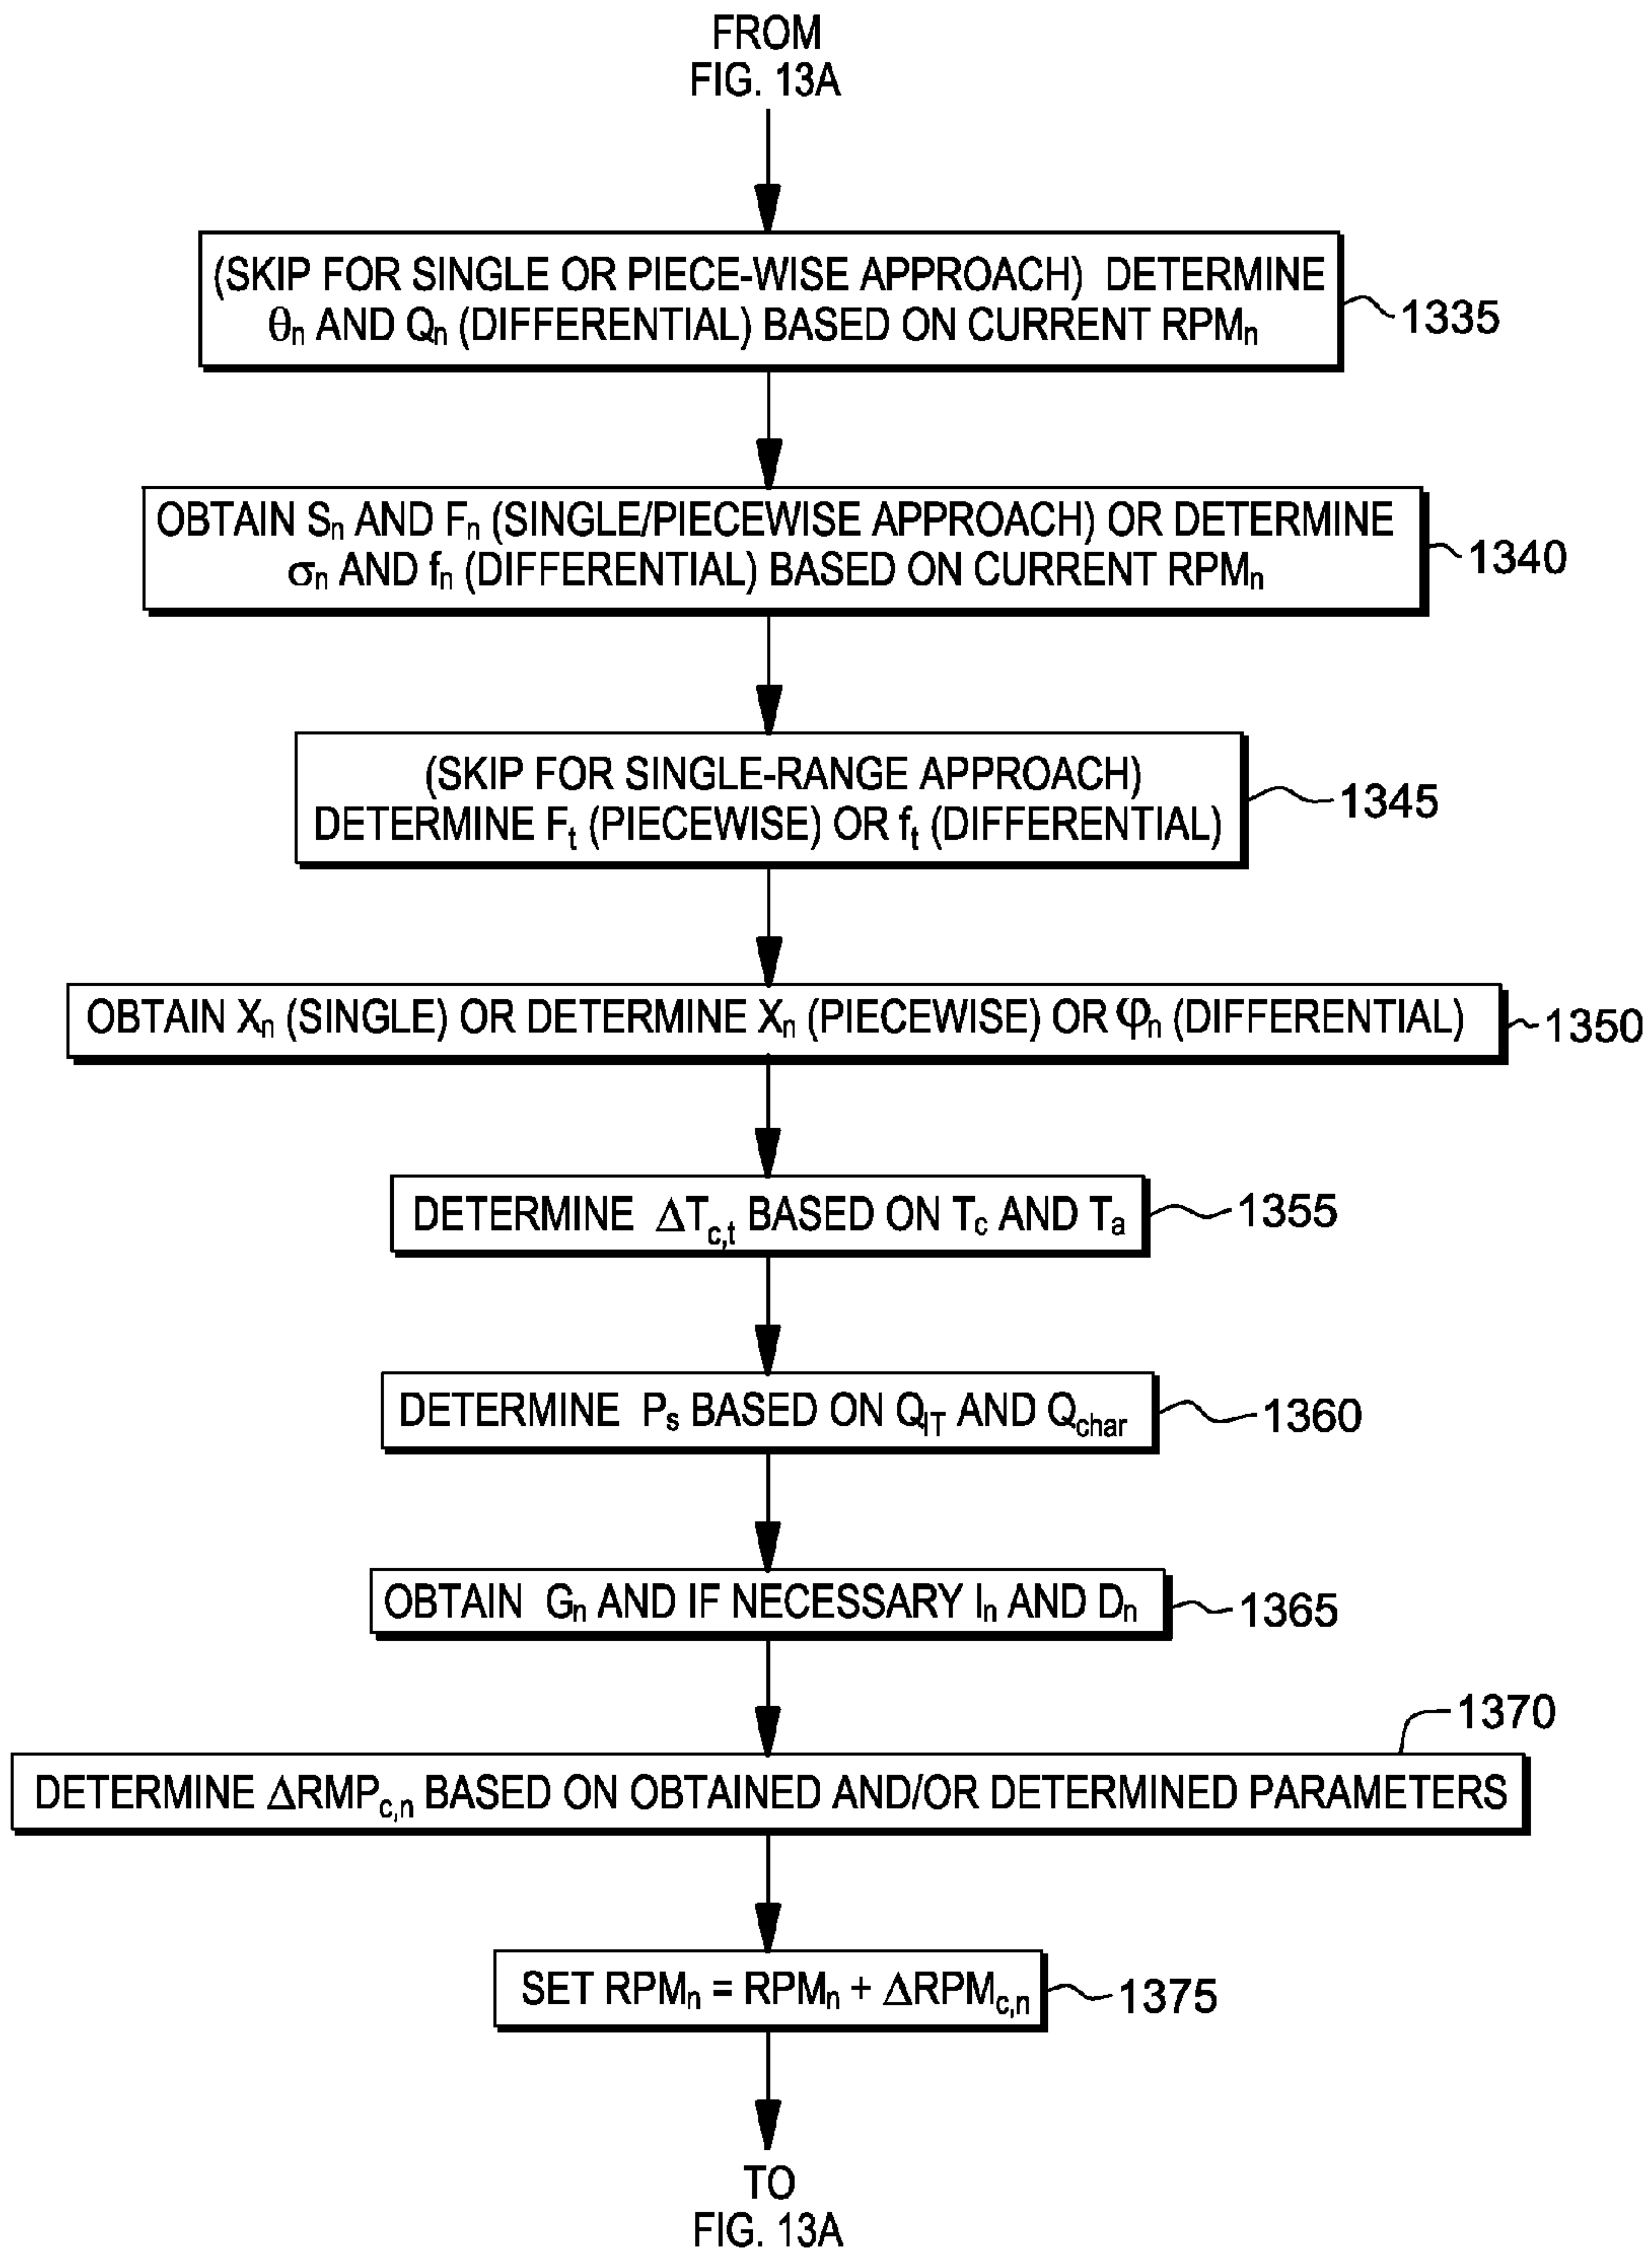 FROM
FIG. 13A
(SKIP FOR SINGLE OR PIECE-WISE APPROACH) DETERMINE
θn AND Qn (DIFFERENTIAL) BASED ON CURRENT RPMn
1335
OBTAIN Sn AND Fn (SINGLE/PIECEWISE APPROACH) OR DETERMINE
σn AND fn (DIFFERENTIAL) BASED ON CURRENT RPMn
1340
(SKIP FOR SINGLE-RANGE APPROACH)
DETERMINE Ft (PIECEWISE) OR ft (DIFFERENTIAL)
1345
OBTAIN Xn (SINGLE) OR DETERMINE Xn (PIECEWISE) OR φn (DIFFERENTIAL)
1350
DETERMINE ΔTc,t BASED ON Tc AND Ta
1355
DETERMINE Ps BASED ON QIT AND Qchar
1360
OBTAIN Gn AND IF NECESSARY In AND Dn
1365
1370
DETERMINE ΔRMPc,n BASED ON OBTAINED AND/OR DETERMINED PARAMETERS
SET RPMn = RPMn + ΔRPMc,n
1375
TO
FIG. 13A